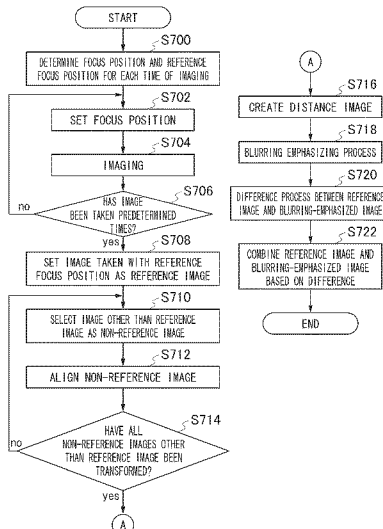 START
S700
DETERMINE FOCUS POSITION AND REFERENCE
FOCUS POSITION FOR EACH TIME OF IMAGING
S702
SET FOCUS POSITION
S704
IMAGING
S706
HAS IMAGE
BEEN TAKEN PREDETERMINED
TIMES?
no
yes
S708
SET IMAGE TAKEN WITH REFERENCE
FOCUS POSITION AS REFERENCE IMAGE
S710
SELECT IMAGE OTHER THAN REFERENCE
IMAGE AS NON-REFERENCE IMAGE
S712
ALIGN NON-REFERENCE IMAGE
S714
HAVE ALL
NON-REFERENCE IMAGES OTHER
THAN REFERENCE IMAGE BEEN
TRANSFORMED?
no
yes
A
A
S716
CREATE DISTANCE IMAGE
S718
BLURRING EMPHASIZING PROCESS
S720
DIFFERENCE PROCESS BETWEEN REFERENCE
IMAGE AND BLURRING-EMPHASIZED IMAGE
S722
COMBINE REFERENCE IMAGE AND
BLURRING-EMPHASIZED IMAGE
BASED ON DIFFERENCE
END